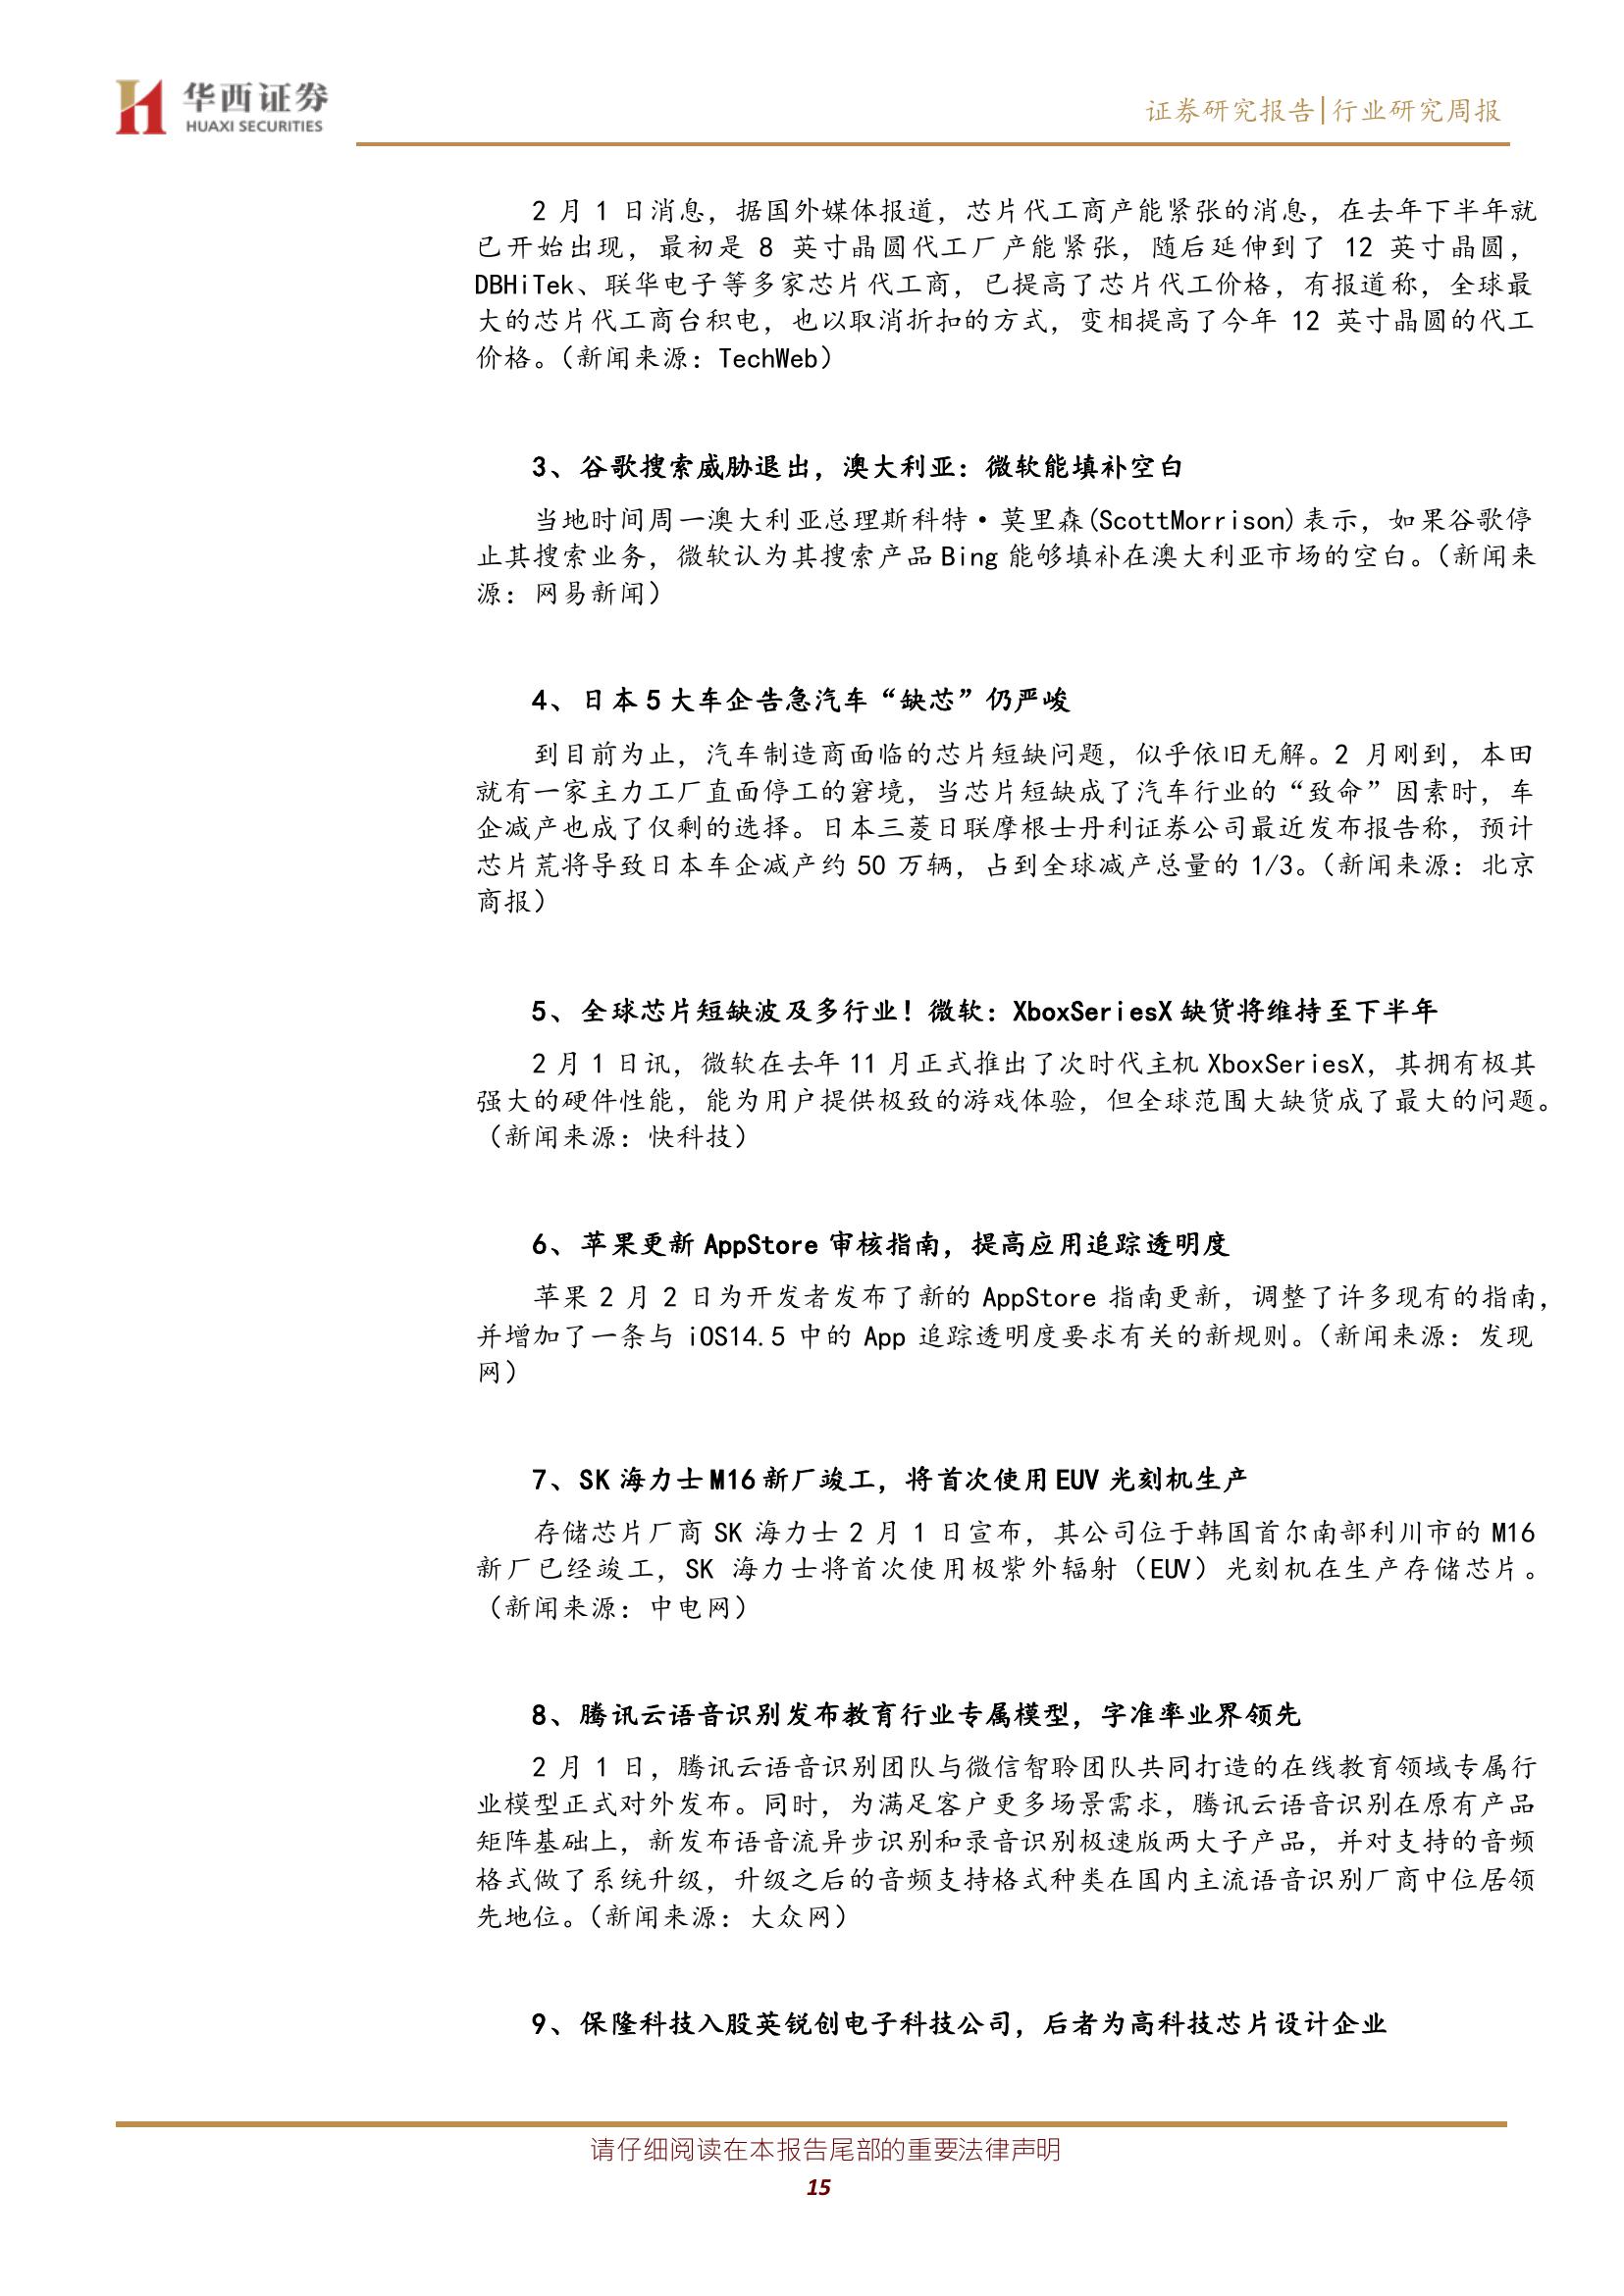 华西证券
HUAXI SECURITIES
证券研究报告|行业研究周报
2 月 1 日消息，据国外媒体报道，芯片代工商产能紧张的消息，在去年下半年就
已开始出现，最初是 8 英寸晶圆代工厂产能紧张，随后延伸到了 12 英寸晶圆，
DBHiTek、联华电子等多家芯片代工商，已提高了芯片代工价格，有报道称，全球最
大的芯片代工商台积电，也以取消折扣的方式，变相提高了今年 12 英寸晶圆的代工
价格。（新闻来源：TechWeb）
3、谷歌搜索威胁退出，澳大利亚：微软能填补空白
当地时间周一澳大利亚总理斯科特·莫里森(ScottMorrison)表示，如果谷歌停
止其搜索业务，微软认为其搜索产品 Bing 能够填补在澳大利亚市场的空白。（新闻来
源：网易新闻）
4、日本 5 大车企告急汽车“缺芯”仍严峻
到目前为止，汽车制造商面临的芯片短缺问题，似乎依旧无解。2 月刚到，本田
就有一家主力工厂直面停工的窘境，当芯片短缺成了汽车行业的“致命”因素时，车
企减产也成了仅剩的选择。日本三菱日联摩根士丹利证券公司最近发布报告称，预计
芯片荒将导致日本车企减产约 50 万辆，占到全球减产总量的 1/3。（新闻来源：北京
商报）
5、全球芯片短缺波及多行业！微软：XboxSeriesX 缺货将维持至下半年
2 月 1 日讯，微软在去年 11 月正式推出了次时代主机 XboxSeriesX，其拥有极其
强大的硬件性能，能为用户提供极致的游戏体验，但全球范围大缺货成了最大的问题。
（新闻来源：快科技）
6、苹果更新 AppStore 审核指南，提高应用追踪透明度
苹果 2 月 2 日为开发者发布了新的 AppStore 指南更新，调整了许多现有的指南，
并增加了一条与 iOS14.5 中的 App 追踪透明度要求有关的新规则。（新闻来源：发现
网）
7、SK 海力士 M16 新厂竣工，将首次使用 EUV 光刻机生产
存储芯片厂商 SK 海力士 2 月 1 日宣布，其公司位于韩国首尔南部利川市的 M16
新厂已经竣工，SK 海力士将首次使用极紫外辐射（EUV）光刻机在生产存储芯片。
（新闻来源：中电网）
8、腾讯云语音识别发布教育行业专属模型，字准率业界领先
2 月 1 日，腾讯云语音识别团队与微信智聆团队共同打造的在线教育领域专属行
业模型正式对外发布。同时，为满足客户更多场景需求，腾讯云语音识别在原有产品
矩阵基础上，新发布语音流异步识别和录音识别极速版两大子产品，并对支持的音频
格式做了系统升级，升级之后的音频支持格式种类在国内主流语音识别厂商中位居领
先地位。（新闻来源：大众网）
9、保隆科技入股英锐创电子科技公司，后者为高科技芯片设计企业
请仔细阅读在本报告尾部的重要法律声明
15